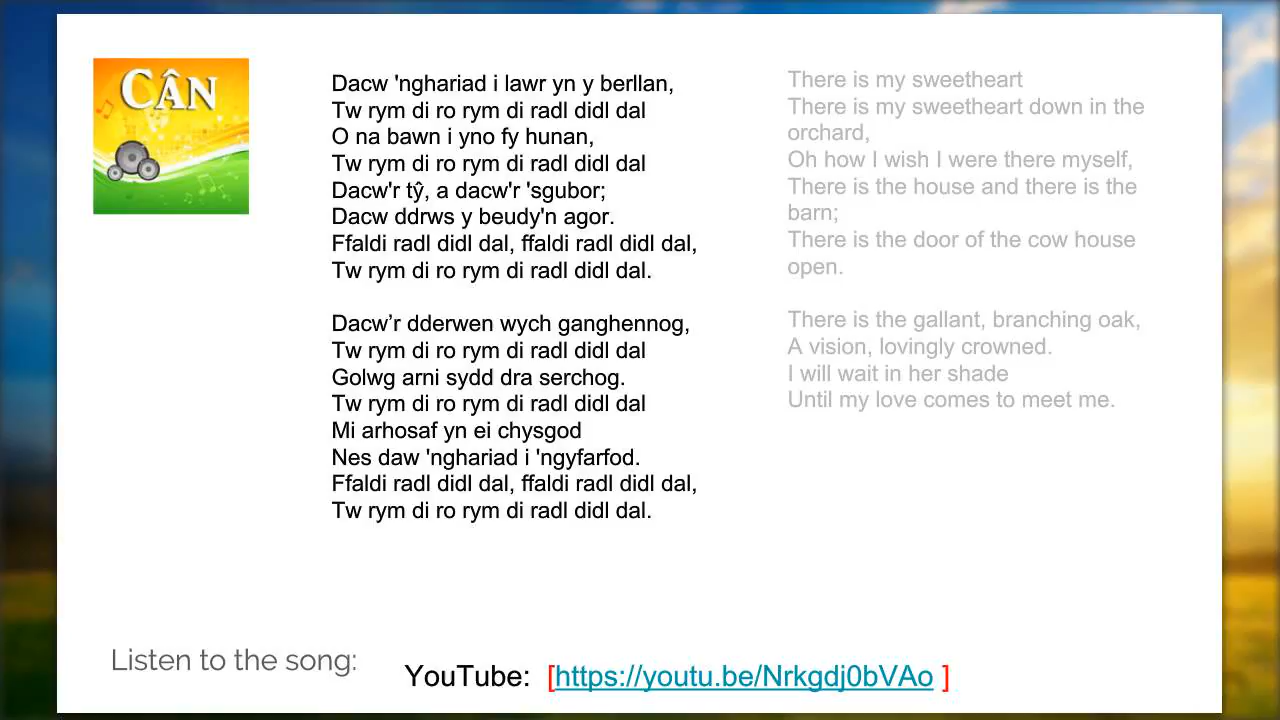 CÂN
Dacw 'nghariad i lawr yn y berllan,
Tw rym di ro rym di radl didl dal
O na bawn i yno fy hunan,
Tw rym di ro rym di radl didl dal
Dacw'r tŷ, a dacw'r 'sgubor;
Dacw ddrws y beudy'n agor.
Ffaldi radl didl dal, ffaldi radl didl dal,
Tw rym di ro rym di radl didl dal.
Dacw’r dderwen wych ganghennog,
Tw rym di ro rym di radl didl dal
Golwg arni sydd dra serchog.
Tw rym di ro rym di radl didl dal
Mi arhosaf yn ei chysgod
Nes daw 'nghariad i 'ngyfarfod.
Ffaldi radl didl dal, ffaldi radl didl dal,
Tw rym di ro rym di radl didl dal.
There is my sweetheart
There is my sweetheart down in the
orchard,
Oh how I wish I were there myself,
There is the house and there is the
barn;
There is the door of the cow house
open.
There is the gallant, branching oak,
A vision, lovingly crowned.
I will wait in her shade
Until my love comes to meet me.
Listen to the song:
YouTube: [https://youtu.be/Nrkgdj0bVAo ]